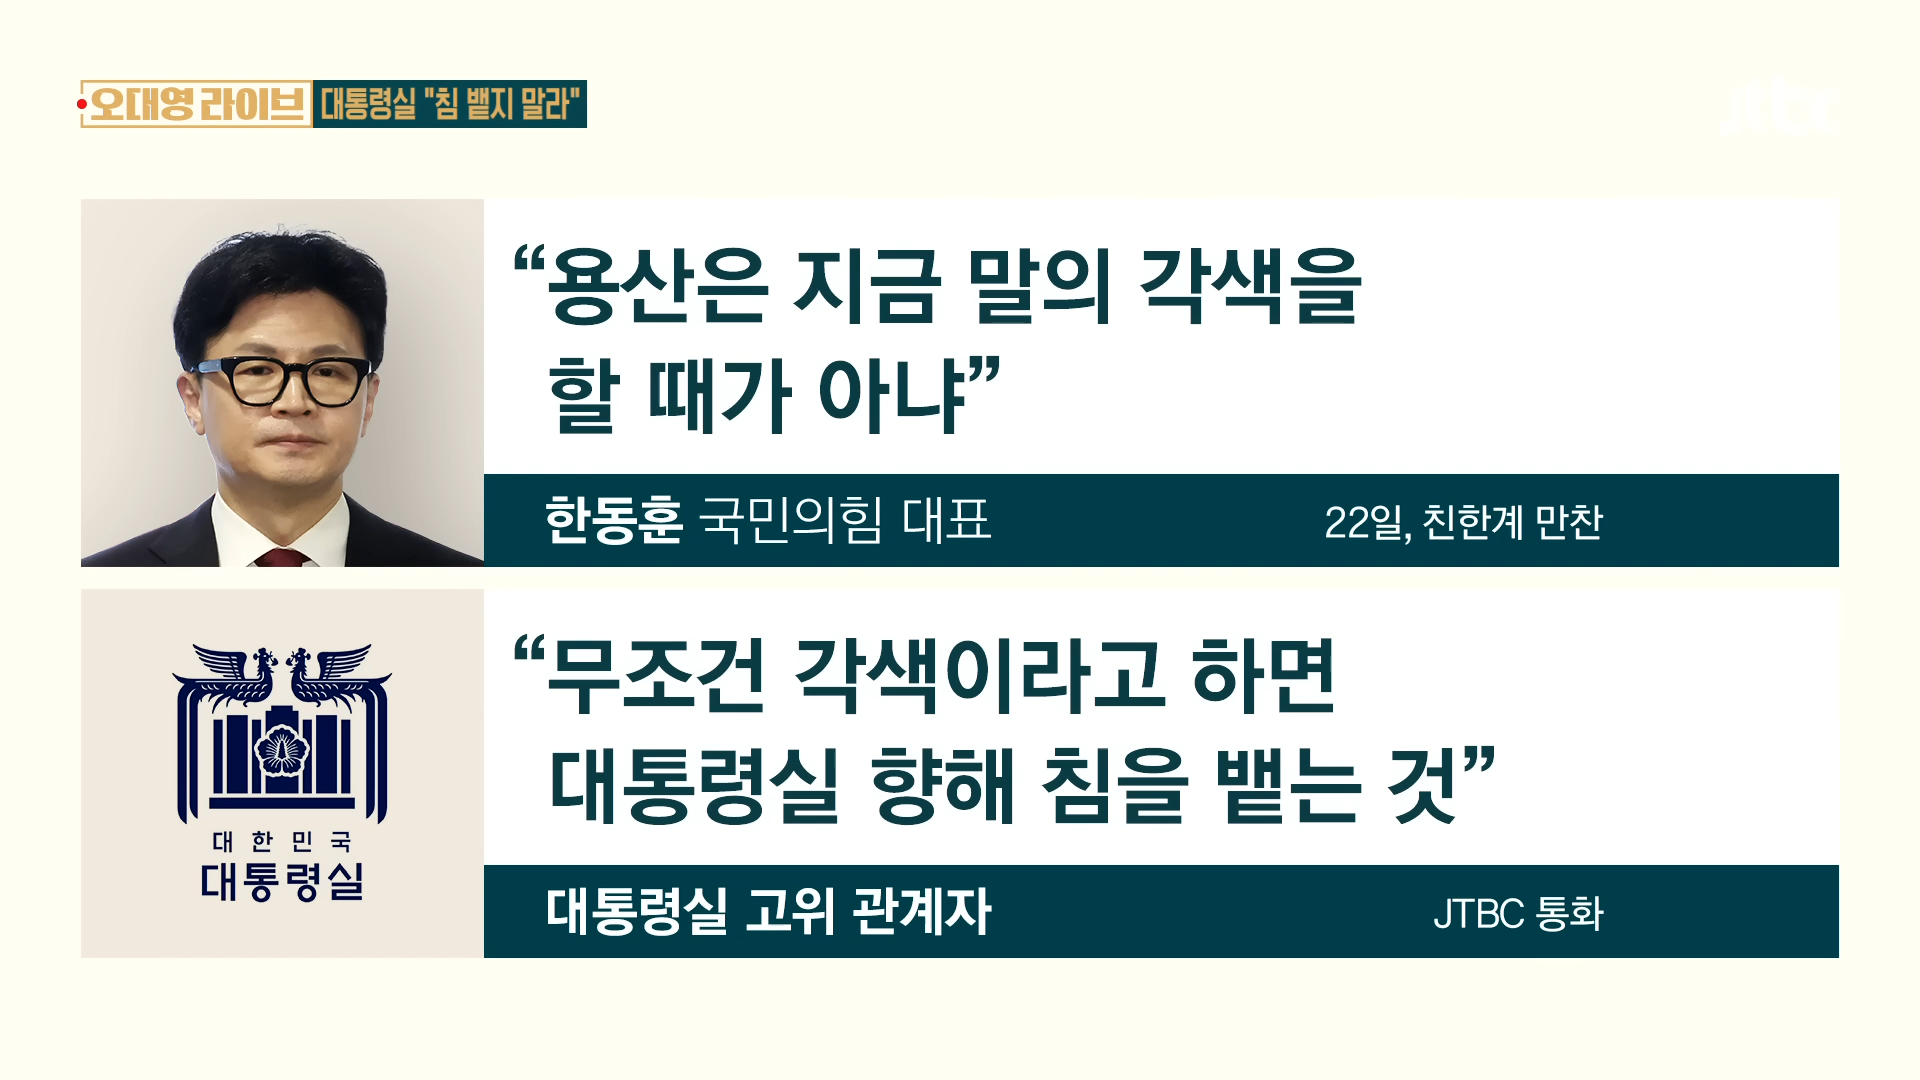 오대영 라이브 대통령실 "침 뱉지 말라"
jtbc
“용산은 지금 말의 각색을
할 때가 아냐”
한동훈 국민의힘 대표 22일, 친한계 만찬
“무조건 각색이라고 하면
대통령실 향해 침을 뱉는 것”
대한민국
대통령실
대통령실 고위 관계자 JTBC 통화